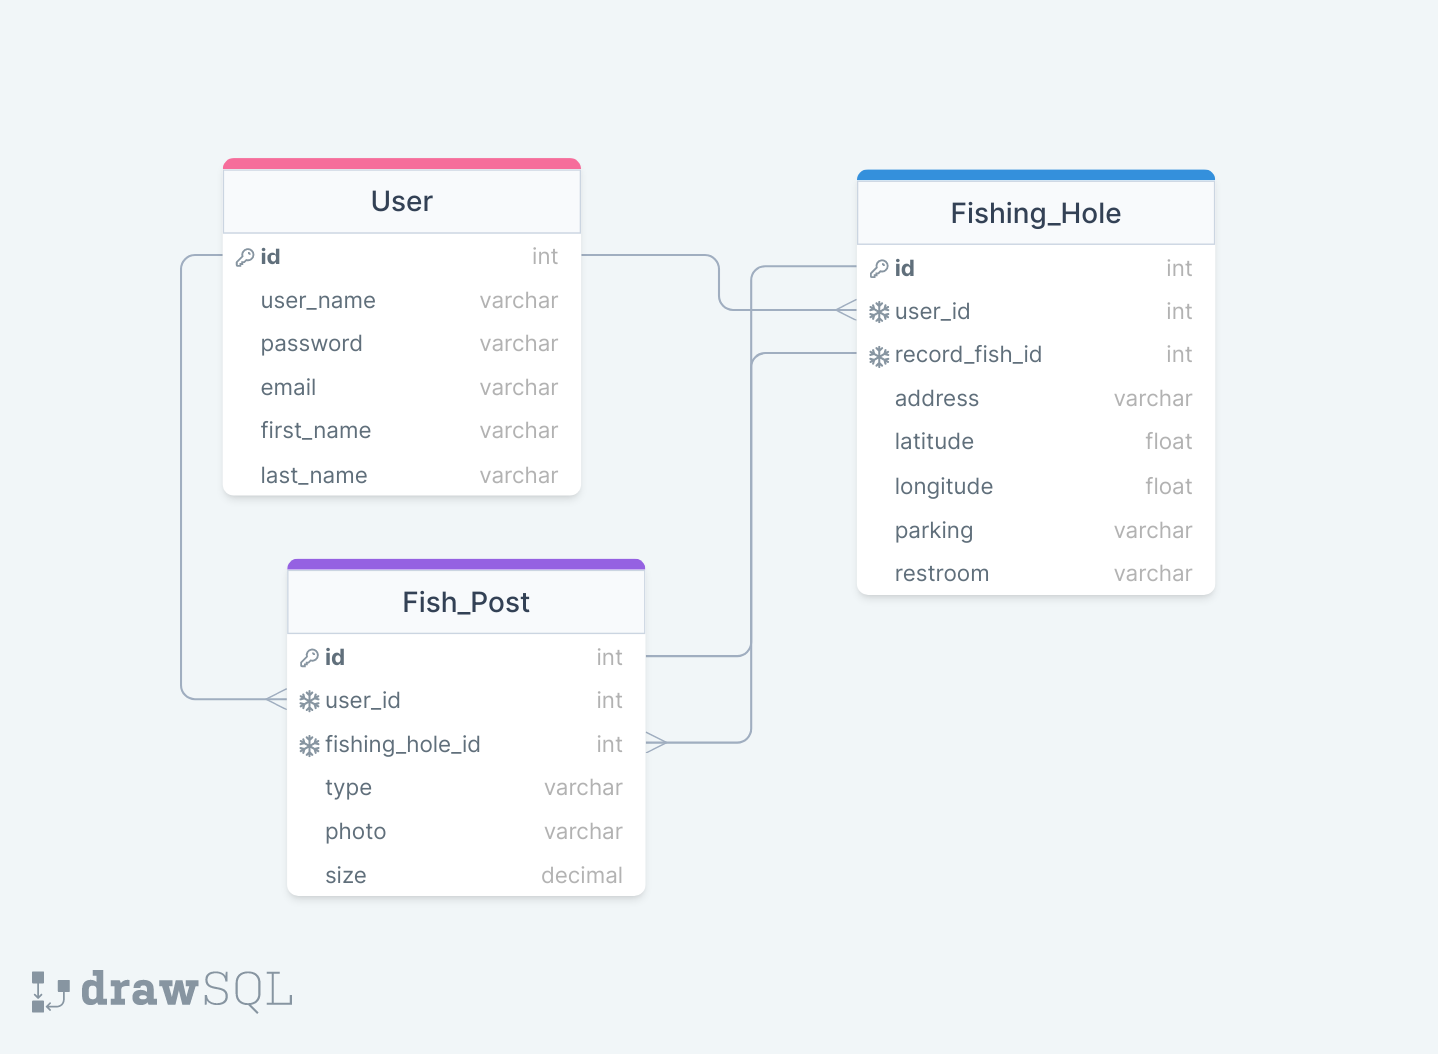 User
id int
user_name varchar
password varchar
email varchar
first_name varchar
last_name varchar
Fishing_Hole
id int
user_id int
record_fish_id int
address varchar
latitude float
longitude float
parking varchar
restroom varchar
Fish_Post
id int
user_id int
fishing_hole_id int
type varchar
photo varchar
size decimal
drawSQL